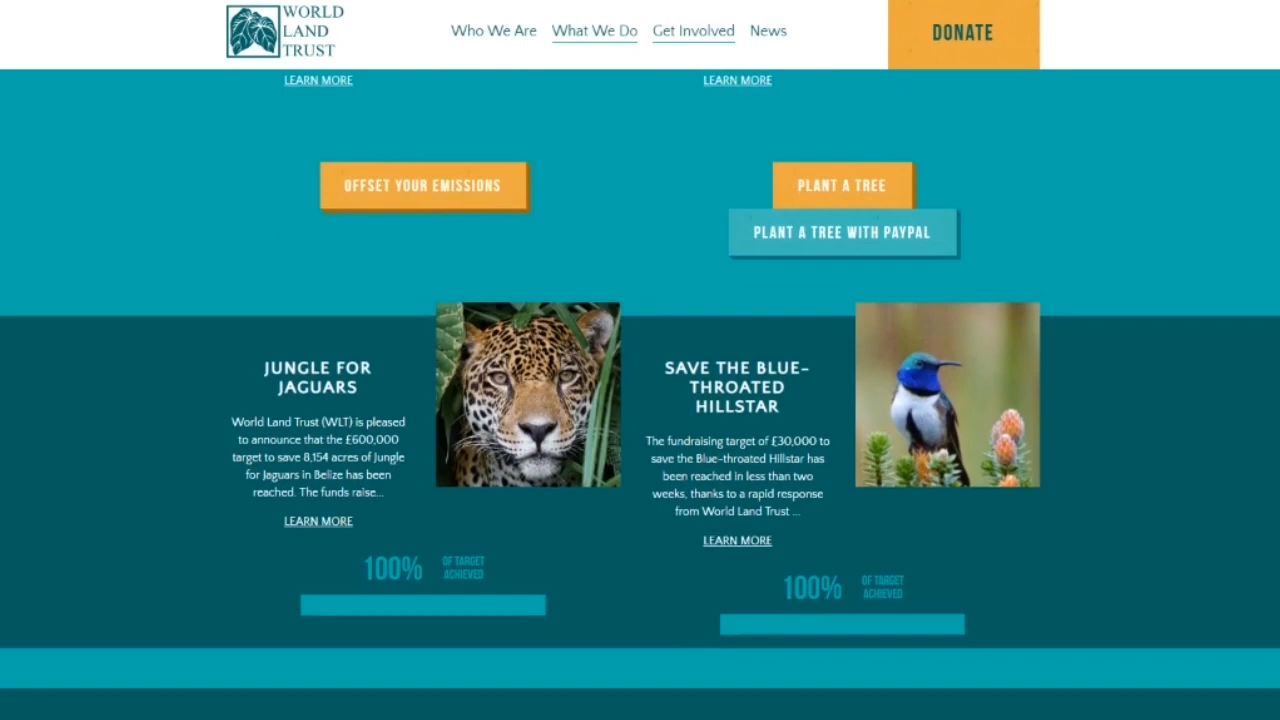 WORLD
LAND
TRUST
Who We Are What We Do Get Involved News
DONATE
LEARN MORE
LEARN MORE
OFFSET YOUR EMISSIONS
PLANT A TREE
PLANT A TREE WITH PAYPAL
JUNGLE FOR
JAGUARS
World Land Trust (WLT) is pleased
to announce that the £600,000
target to save 8,154 acres of Jungle
for Jaguars in Belize has been
reached. The funds raise...
LEARN MORE
100%
OF TARGET
ACHIEVED
SAVE THE BLUE-
THROATED
HILLSTAR
The fundraising target of £30,000 to
save the Blue-throated Hillstar has
been reached in less than two
weeks, thanks to a rapid response
from World Land Trust ...
LEARN MORE
100%
OF TARGET
ACHIEVED